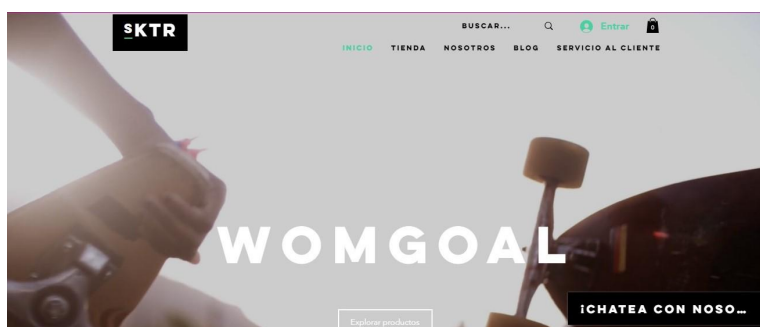 SKTR
BUSCAR...
Entrar
0
INICIO TIENDA NOSOTROS BLOG SERVICIO AL CLIENTE
WOMGOAL
Explorar productos
¡CHATEA CON NOSO...